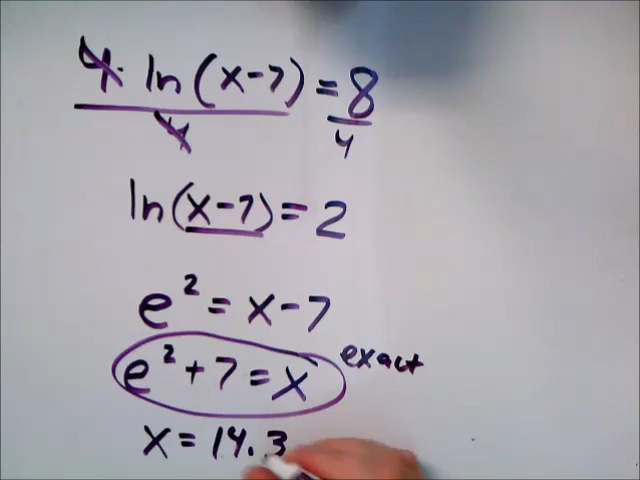 4 · ln(x-7) = 8
4 4
ln(x-7) = 2
e² = x-7
e² + 7 = x exact
x = 14.3